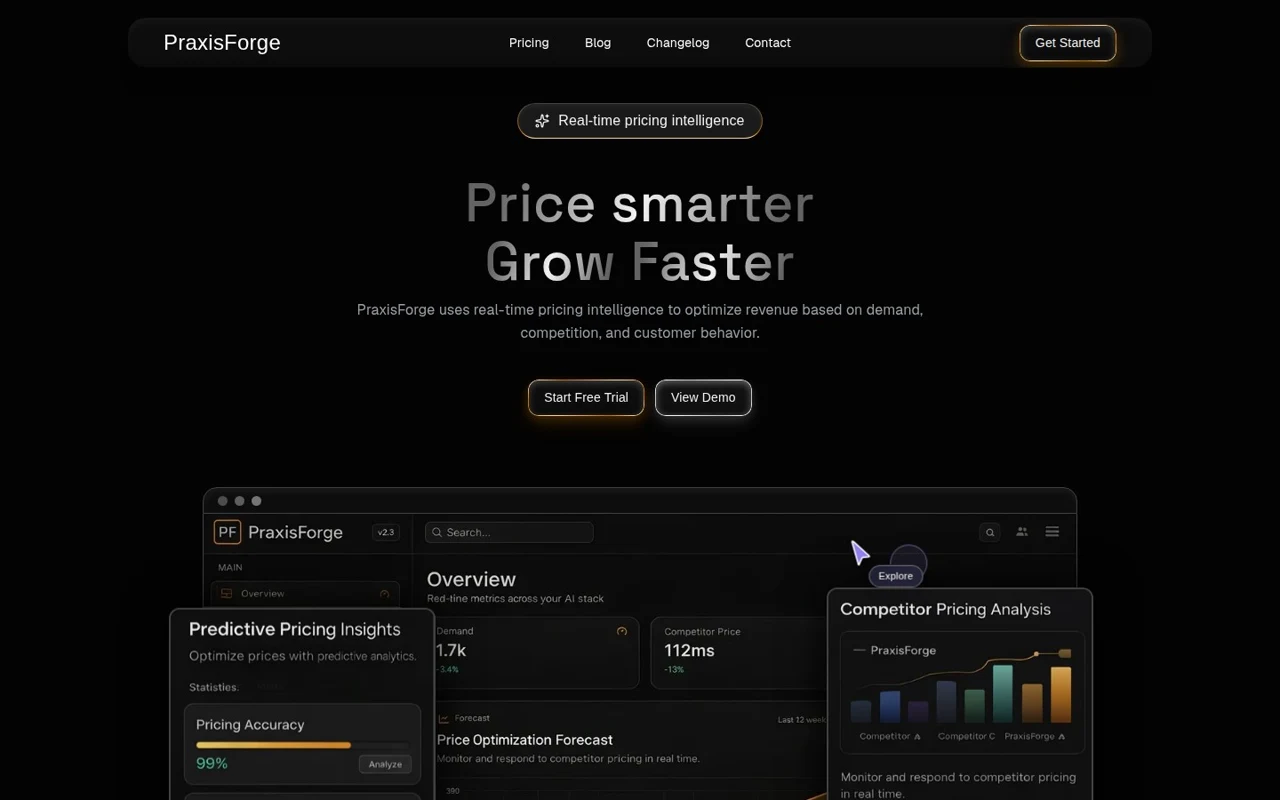 PraxisForge
Pricing
Blog
Changelog
Contact
Get Started
Real-time pricing intelligence
Price smarter
Grow Faster
PraxisForge uses real-time pricing intelligence to optimize revenue based on demand,
competition, and customer behavior.
Start Free Trial
View Demo
PF PraxisForge v2.3
Search...
MAIN
Overview
Overview
Red-tine metrics across your AI stack
Explore
Predictive Pricing Insights
Optimize prices with predictive analytics.
Statisties.
Pricing Accuracy
99%
Analyze
Demand
1.7k
-3.4%
Competitor Price
112ms
-13%
Forecast
Last 12 week
Price Optimization Forecast
Monitor and respond to competitor pricing in real time.
390
Competitor Pricing Analysis
PraxisForge
Competitor
Competitor C
PraxisForge
Monitor and respond to competitor pricing
in real time.